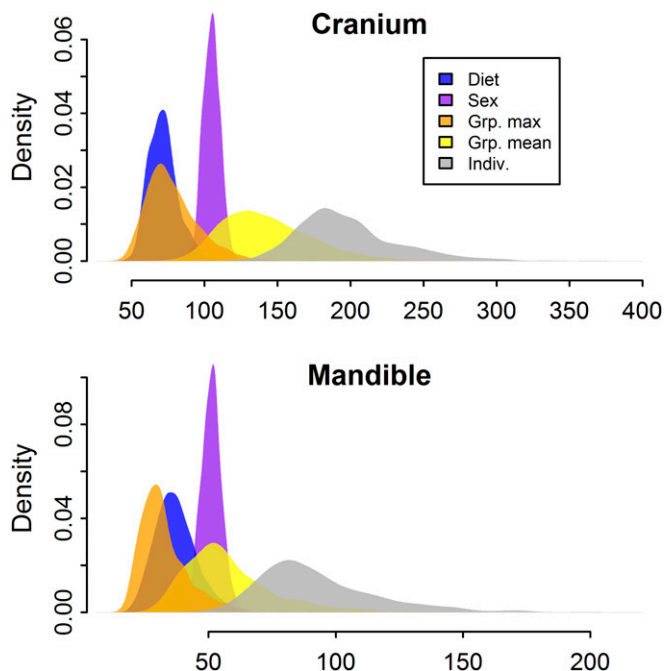 Cranium
Density
0.00 0.02 0.04 0.06
Diet
Sex
Grp. max
Grp. mean
Indiv.
50 100 150 200 250 300 350 400
Mandible
Density
0.00 0.04 0.08
50 100 150 200